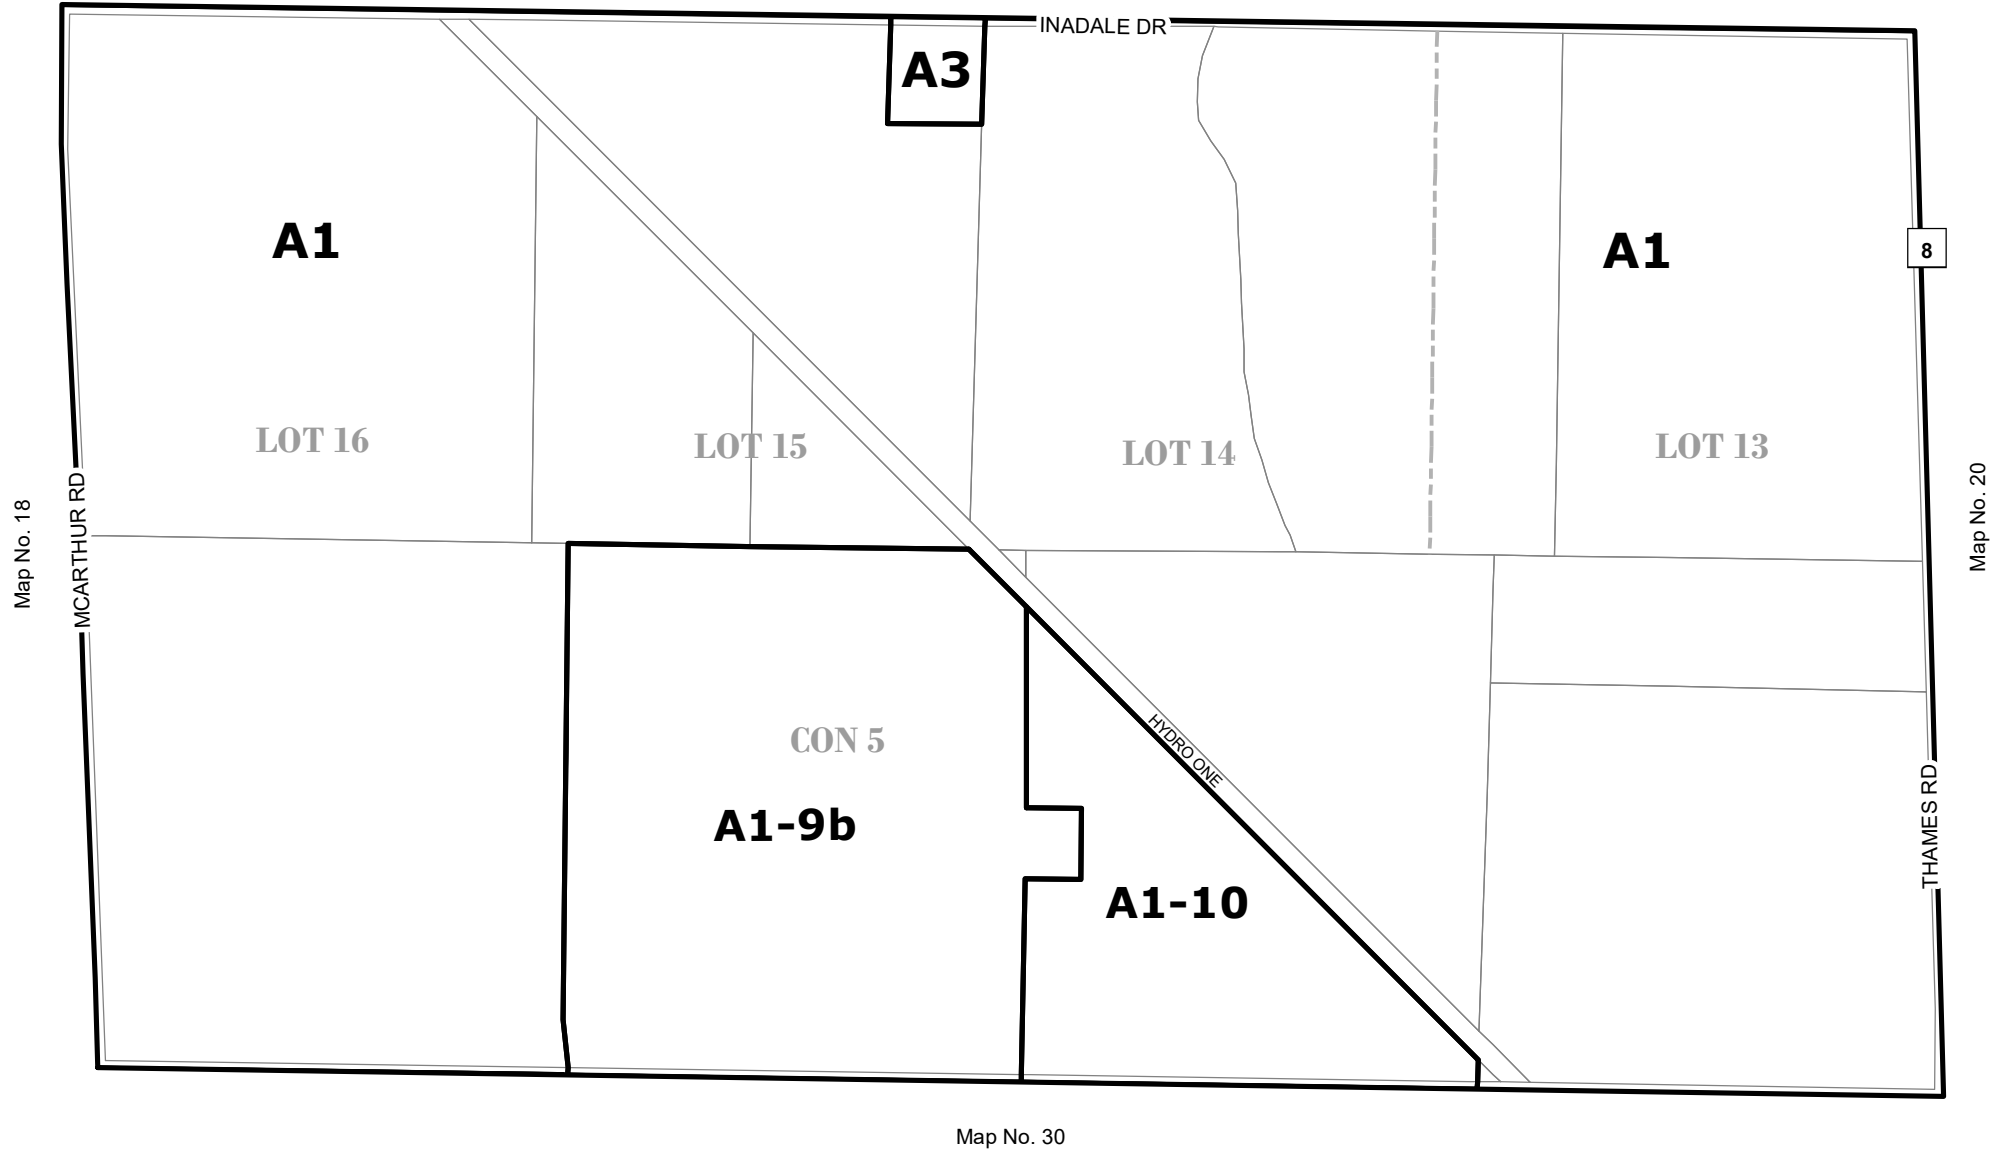 INADALE DR
A3
A1
A1
8
LOT 16
LOT 15
LOT 14
LOT 13
Map No. 18
MCARTHUR RD
Map No. 20
CON 5
HYDRO ONE
A1-9b
THAMES RD
A1-10
Map No. 30